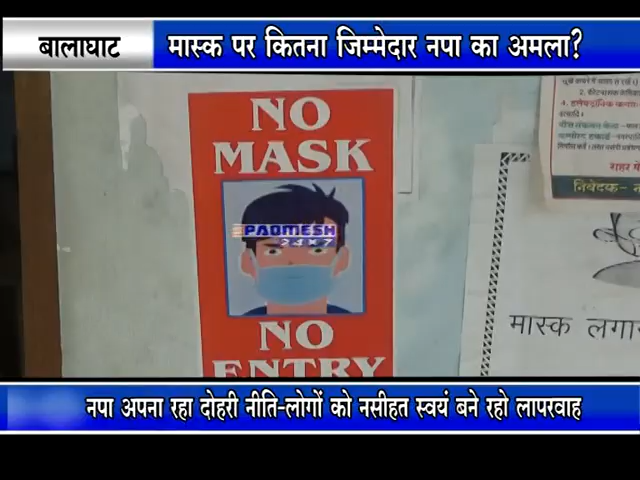 बालाघाट
मास्क पर कितना जिम्मेदार नपा का अमला?
NO
MASK
PADMESH
24x7
NO
ENTRY
निवेदक-
मास्क लगाना
नपा अपना रहा दोहरी नीति-लोगों को नसीहत स्वयं बने रहो लापरवाह